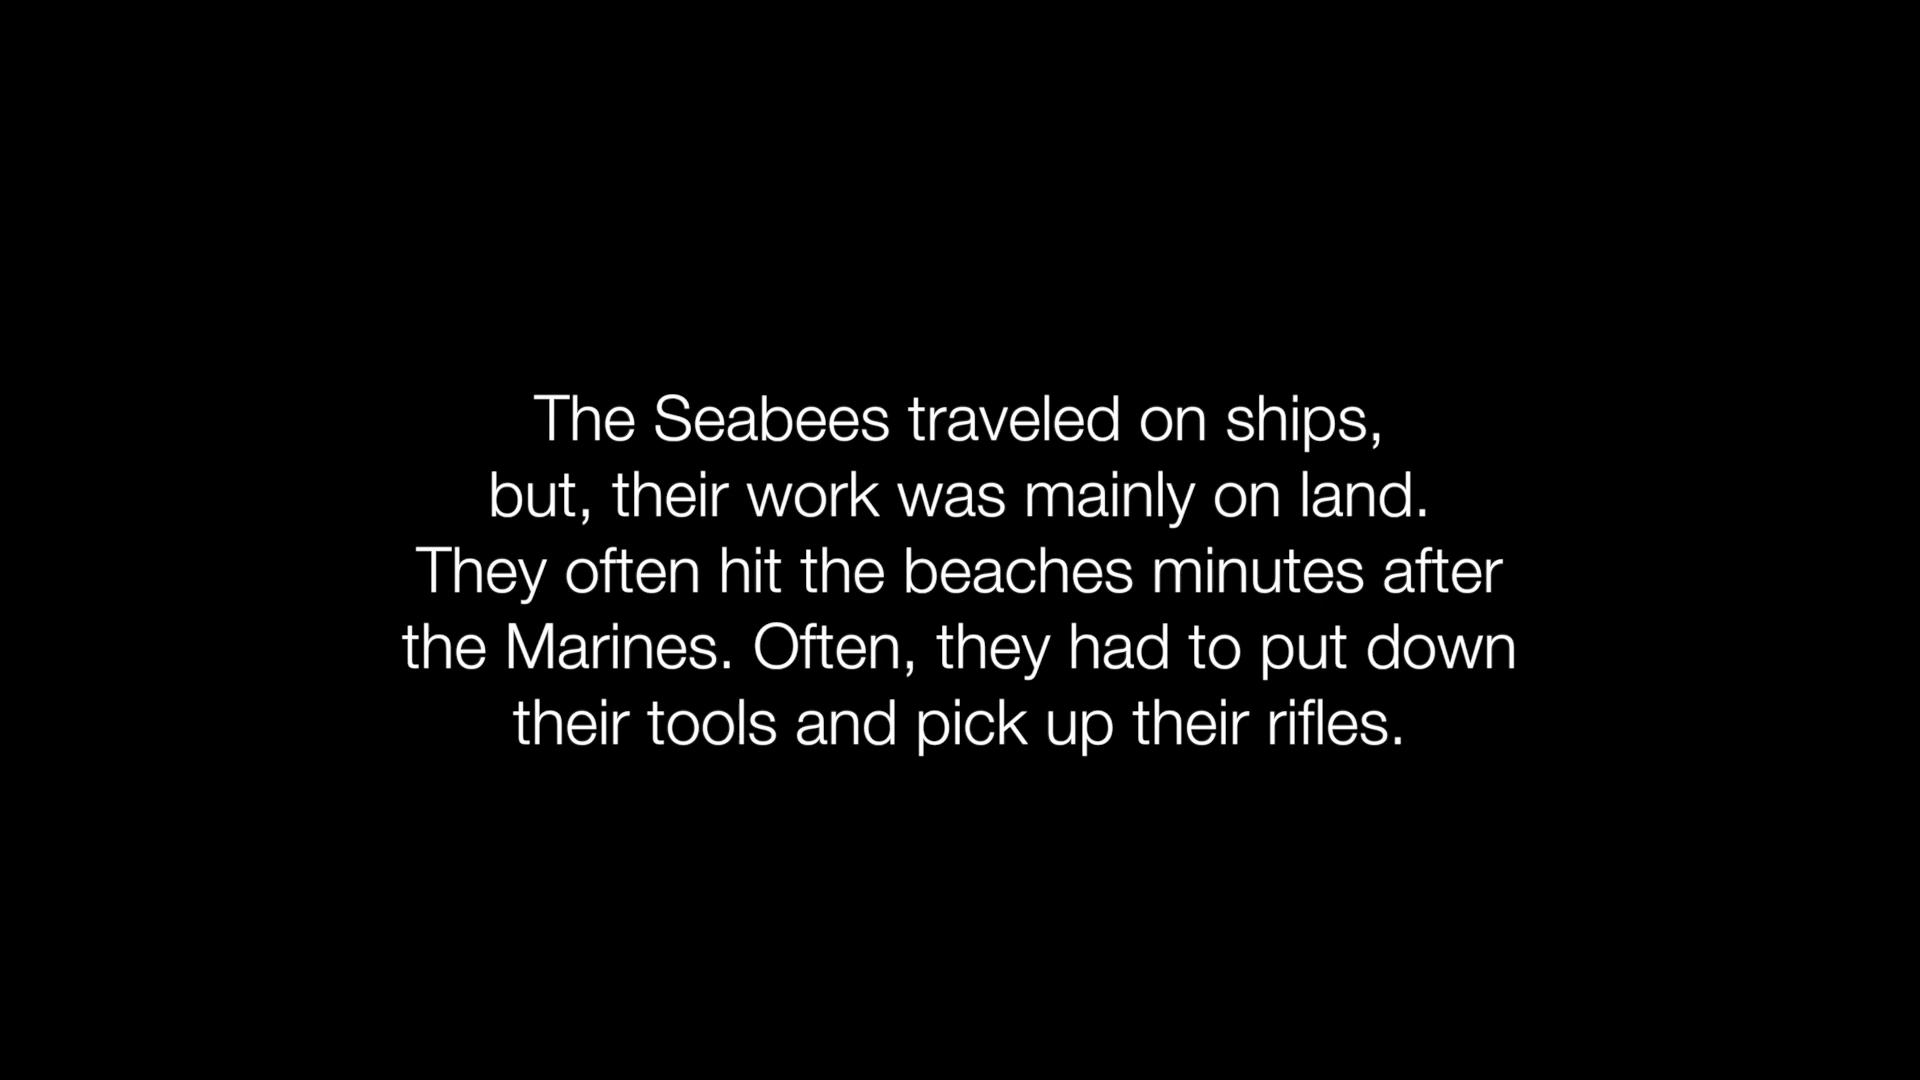 The Seabees traveled on ships,
but, their work was mainly on land.
They often hit the beaches minutes after
the Marines. Often, they had to put down
their tools and pick up their rifles.